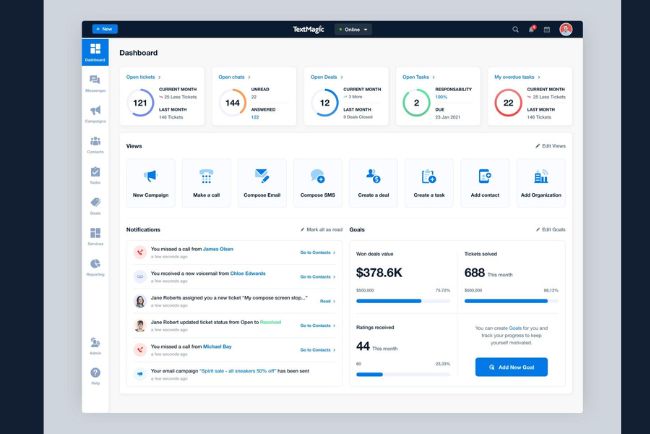 + New
TextMagic
Online
Dashboard
Dashboard
Messenger
Campaigns
Contacts
Tasks
Deals
Services
Reporting
Admin
Help
Open tickets >
121
CURRENT MONTH
25 Less Tickets
LAST MONTH
146 Tickets
Open chats >
144
UNREAD
22
ANSWERED
122
Open Deals >
12
CURRENT MONTH
3 More
LAST MONTH
9 Deals Closed
Open Tasks >
2
RESPONSIBILITY
100%
DUE
23 Jan 2021
My overdue tasks >
22
CURRENT MONTH
25 Less Tickets
LAST MONTH
146 Tickets
Views
Edit Views
New Campaign
Make a call
Compose Email
Compose SMS
Create a deal
Create a task
Add contact
Add Organization
Notifications
Mark all as read
You missed a call from James Olsen
a few seconds ago
Go to Contacts >
You received a new voicemail from Chloe Edwards
a few seconds ago
Go to Contacts >
Jane Roberts assigned you a new ticket "My compose screen stop..."
a few seconds ago
Read >
Jane Robert updated ticket status from Open to Resolved
a few seconds ago
Go to Contacts >
You missed a call from Michael Bay
a few seconds ago
Go to Contacts >
Your email campaign "Spirit sale - all sneakers 50% off" has been sent
a few seconds ago
Goals
Edit Goals
Won deals value
$378.6K
$500,000
Tickets solved
688 This month
Ratings received
44 This month
60
You can create Goals for you and
track your progress to keep
yourself motivated.
Add New Goal